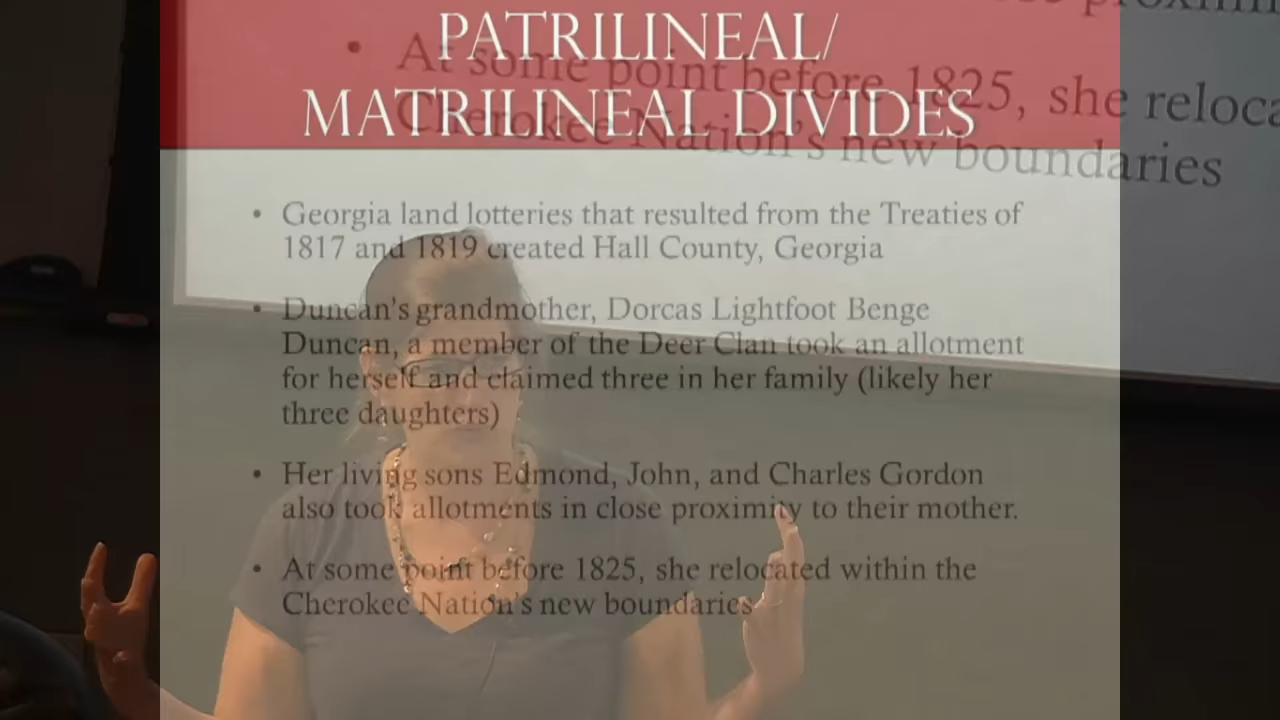 PATRILINEAL/
MATRILINEAL DIVIDES
• Georgia land lotteries that resulted from the Treaties of
1817 and 1819 created Hall County, Georgia
• Duncan's grandmother, Dorcas Lightfoot Benge
Duncan, a member of the Deer Clan took an allotment
for herself and claimed three in her family (likely her
three daughters)
• Her living sons Edmond, John, and Charles Gordon
also took allotments in close proximity to their mother.
• At some point before 1825, she relocated within the
Cherokee Nation's new boundaries
• At some point before 1825, she reloca
Cherokee Nation's new boundaries